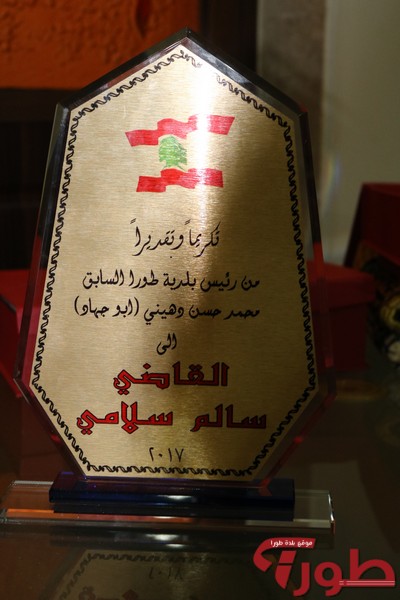 تكريماً وتقديراً
من رئيس بلدية طورا السابق
محمد حسن دهيني (ابو جهاد)
الى
القاضي
سالم سلامي
٢٠١٧
موقع بلدة طورا
طورا